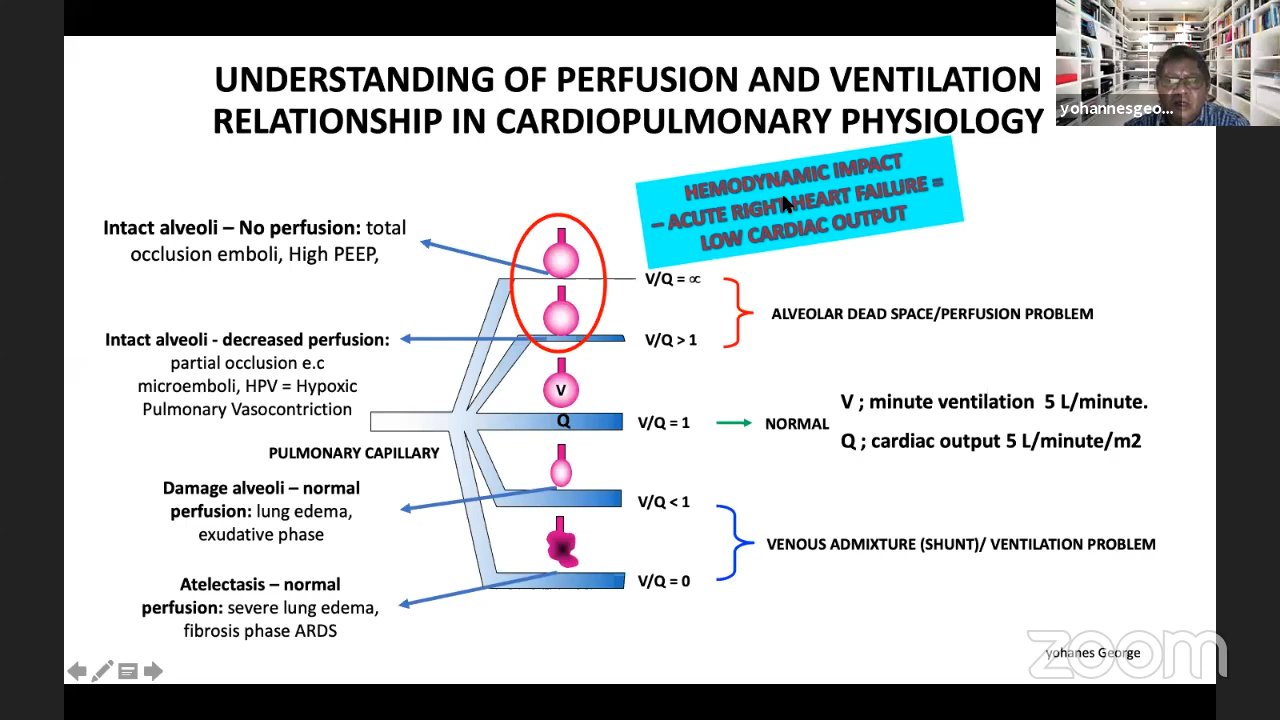 UNDERSTANDING OF PERFUSION AND VENTILATION
RELATIONSHIP IN CARDIOPULMONARY PHYSIOLOGY
yohannesgeo...
HEMODYNAMIC IMPACT
– ACUTE RIGHT HEART FAILURE =
LOW CARDIAC OUTPUT
Intact alveoli – No perfusion: total
occlusion emboli, High PEEP,
V/Q = ∝
ALVEOLAR DEAD SPACE/PERFUSION PROBLEM
Intact alveoli - decreased perfusion:
partial occlusion e.c
microemboli, HPV = Hypoxic
Pulmonary Vasocontriction
V/Q > 1
V
Q
V/Q = 1
NORMAL
V ; minute ventilation 5 L/minute.
Q ; cardiac output 5 L/minute/m2
PULMONARY CAPILLARY
Damage alveoli – normal
perfusion: lung edema,
exudative phase
V/Q < 1
VENOUS ADMIXTURE (SHUNT)/ VENTILATION PROBLEM
Atelectasis – normal
perfusion: severe lung edema,
fibrosis phase ARDS
V/Q = 0
yohanes George
zoom